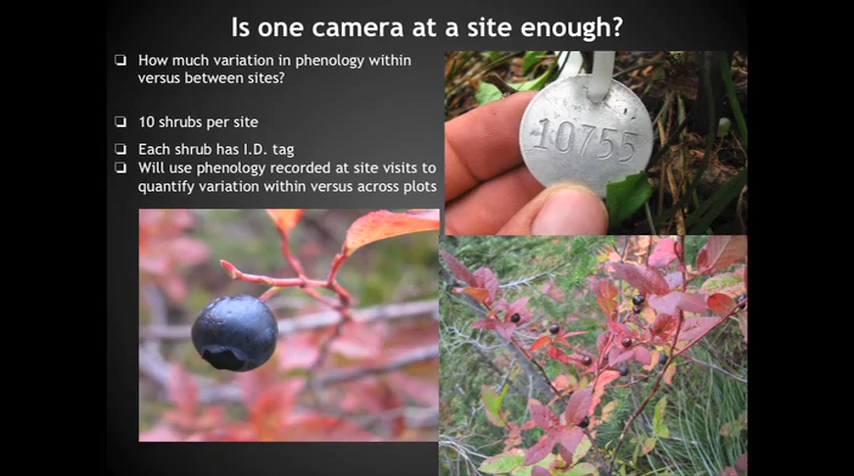 Is one camera at a site enough?
❑ How much variation in phenology within
versus between sites?
❑ 10 shrubs per site
❑ Each shrub has I.D. tag
❑ Will use phenology recorded at site visits to
quantify variation within versus across plots
10755